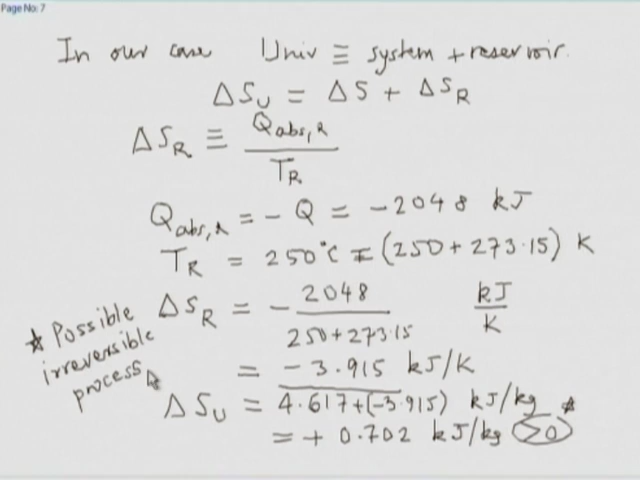 Page No: 7
In our case Univ ≡ system + reservoir.
ΔS_U = ΔS + ΔS_R
ΔS_R ≡ Q_abs,R / T_R
Q_abs,R = - Q = -2048 kJ
T_R = 250°C = (250 + 273.15) K
ΔS_R = - 2048 / 250+273.15 kJ/K
= - 3.915 kJ/K
* Possible irreversible process
ΔS_U = 4.617+(-3.915) kJ/kg *
= + 0.702 kJ/kg >0